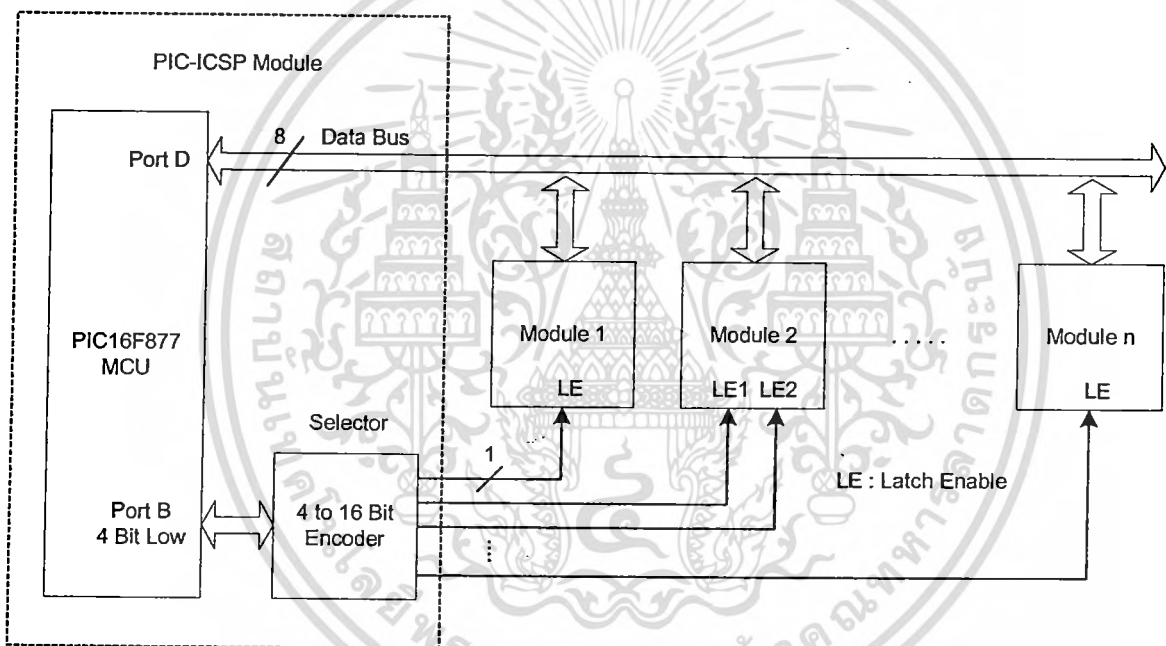 PIC-ICSP Module
8 Data Bus
Port D
PIC16F877
MCU
Module 1
LE
Module 2
LE1 LE2
.....
Module n
LE
Selector
1
4 to 16 Bit
Encoder
LE : Latch Enable
Port B
4 Bit Low